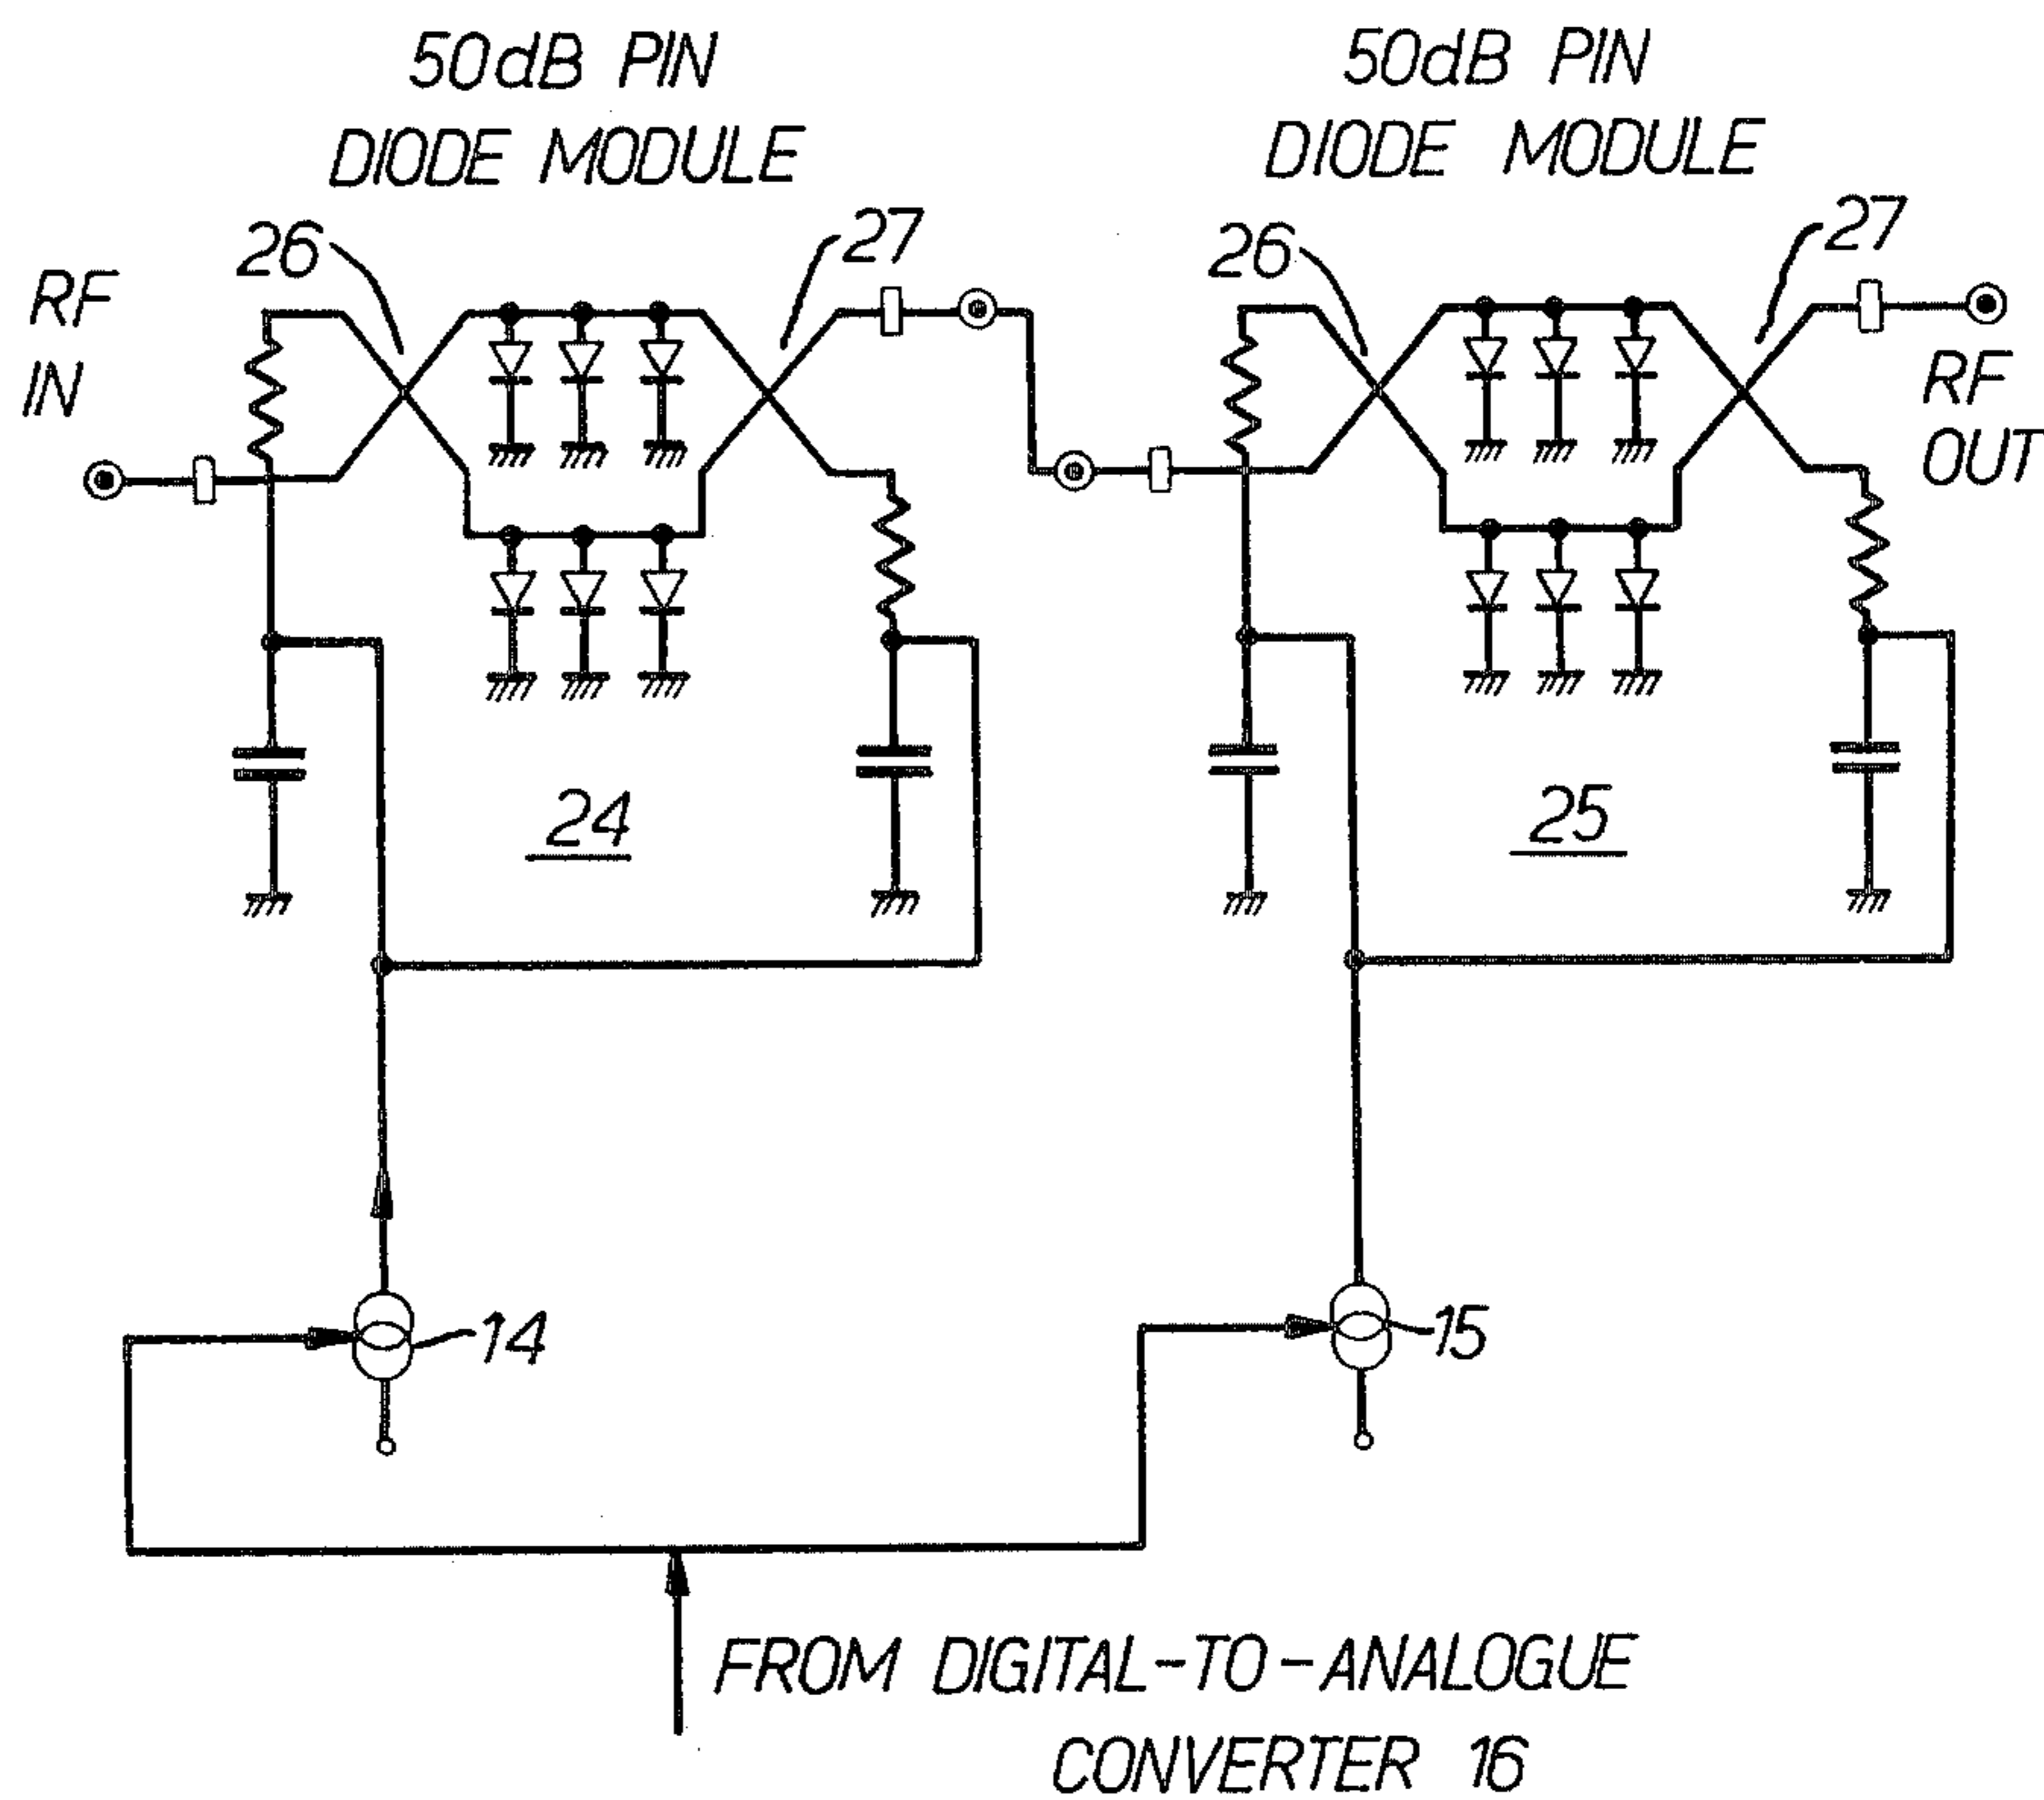 50dB PIN
DIODE MODULE
50dB PIN
DIODE MODULE
26
27
26
27
RF
IN
RF
OUT
24
25
14
15
FROM DIGITAL-TO-ANALOGUE
CONVERTER 16